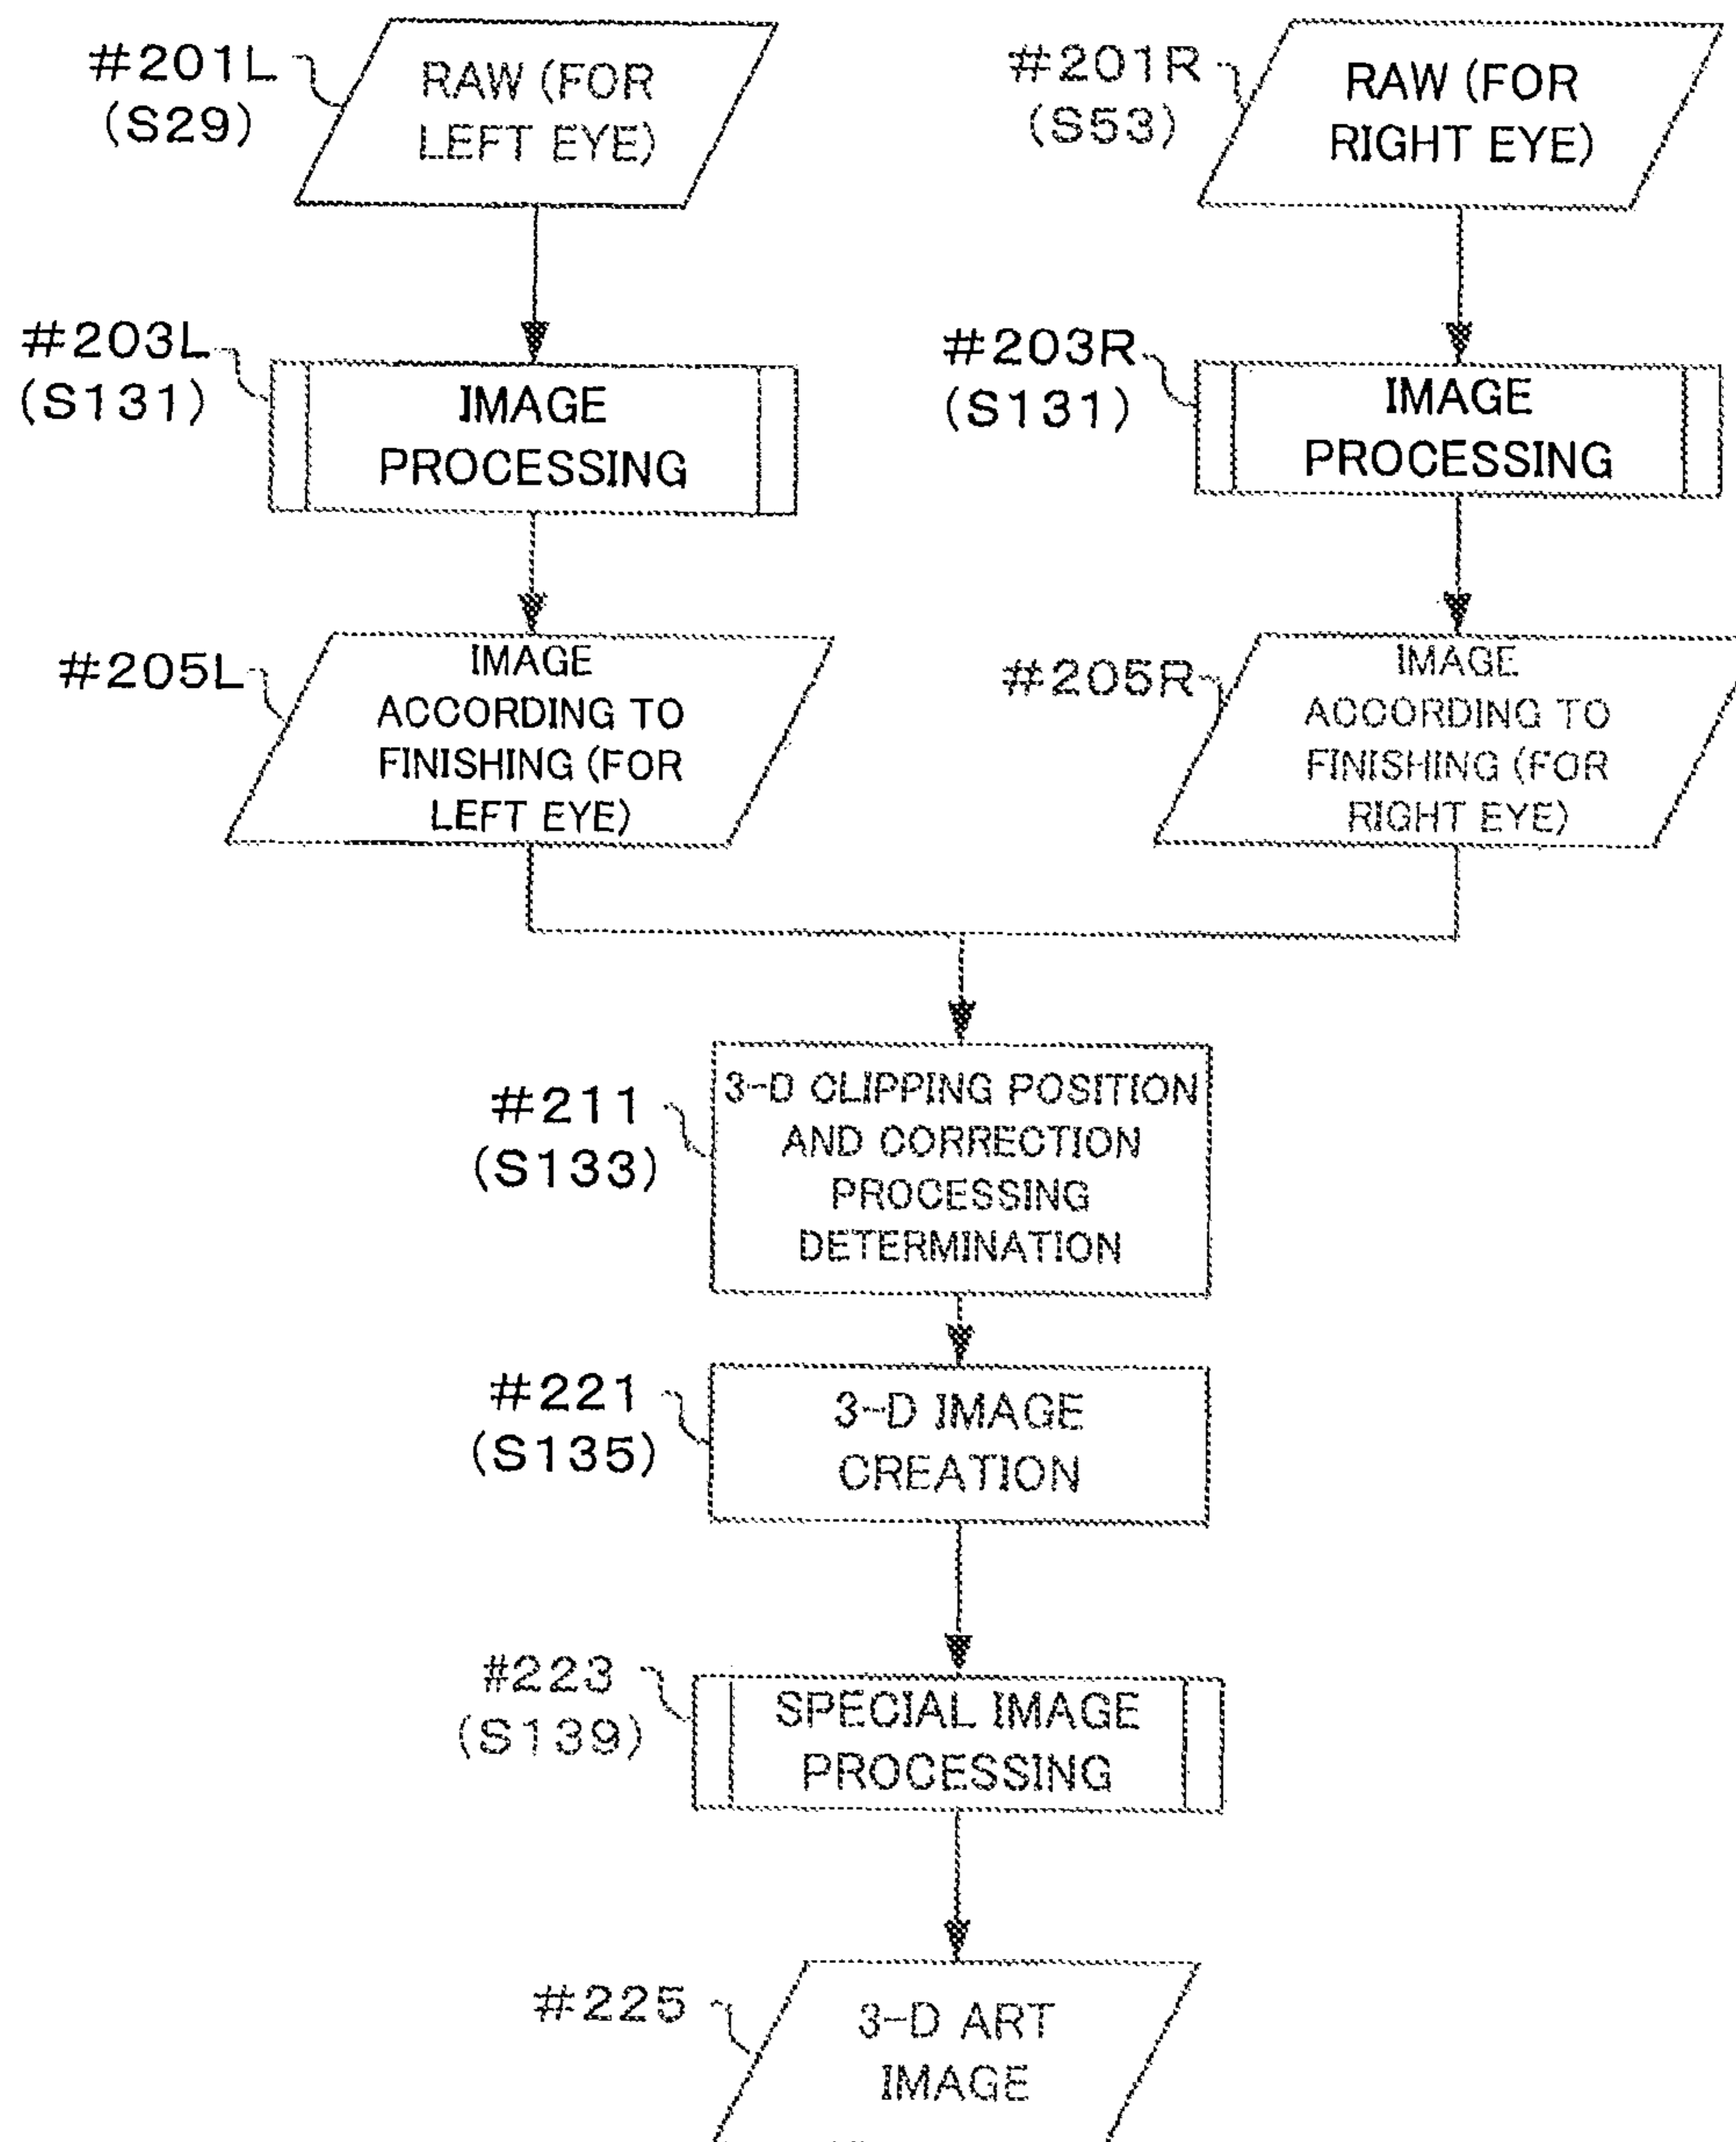 #201L
(S29)
RAW (FOR
LEFT EYE)
#201R
(S53)
RAW (FOR
RIGHT EYE)
#203L
(S131)
IMAGE
PROCESSING
#203R
(S131)
IMAGE
PROCESSING
#205L
IMAGE
ACCORDING TO
FINISHING (FOR
LEFT EYE)
#205R
IMAGE
ACCORDING TO
FINISHING (FOR
RIGHT EYE)
#211
(S133)
3-D CLIPPING POSITION
AND CORRECTION
PROCESSING
DETERMINATION
#221
(S135)
3-D IMAGE
CREATION
#223
(S139)
SPECIAL IMAGE
PROCESSING
#225
3-D ART
IMAGE